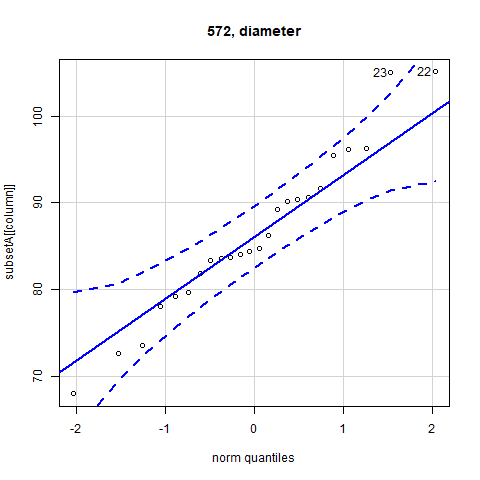 572, diameter
23 22
100
90
80
70
subsetA[[column]]
-2 -1 0 1 2
norm quantiles